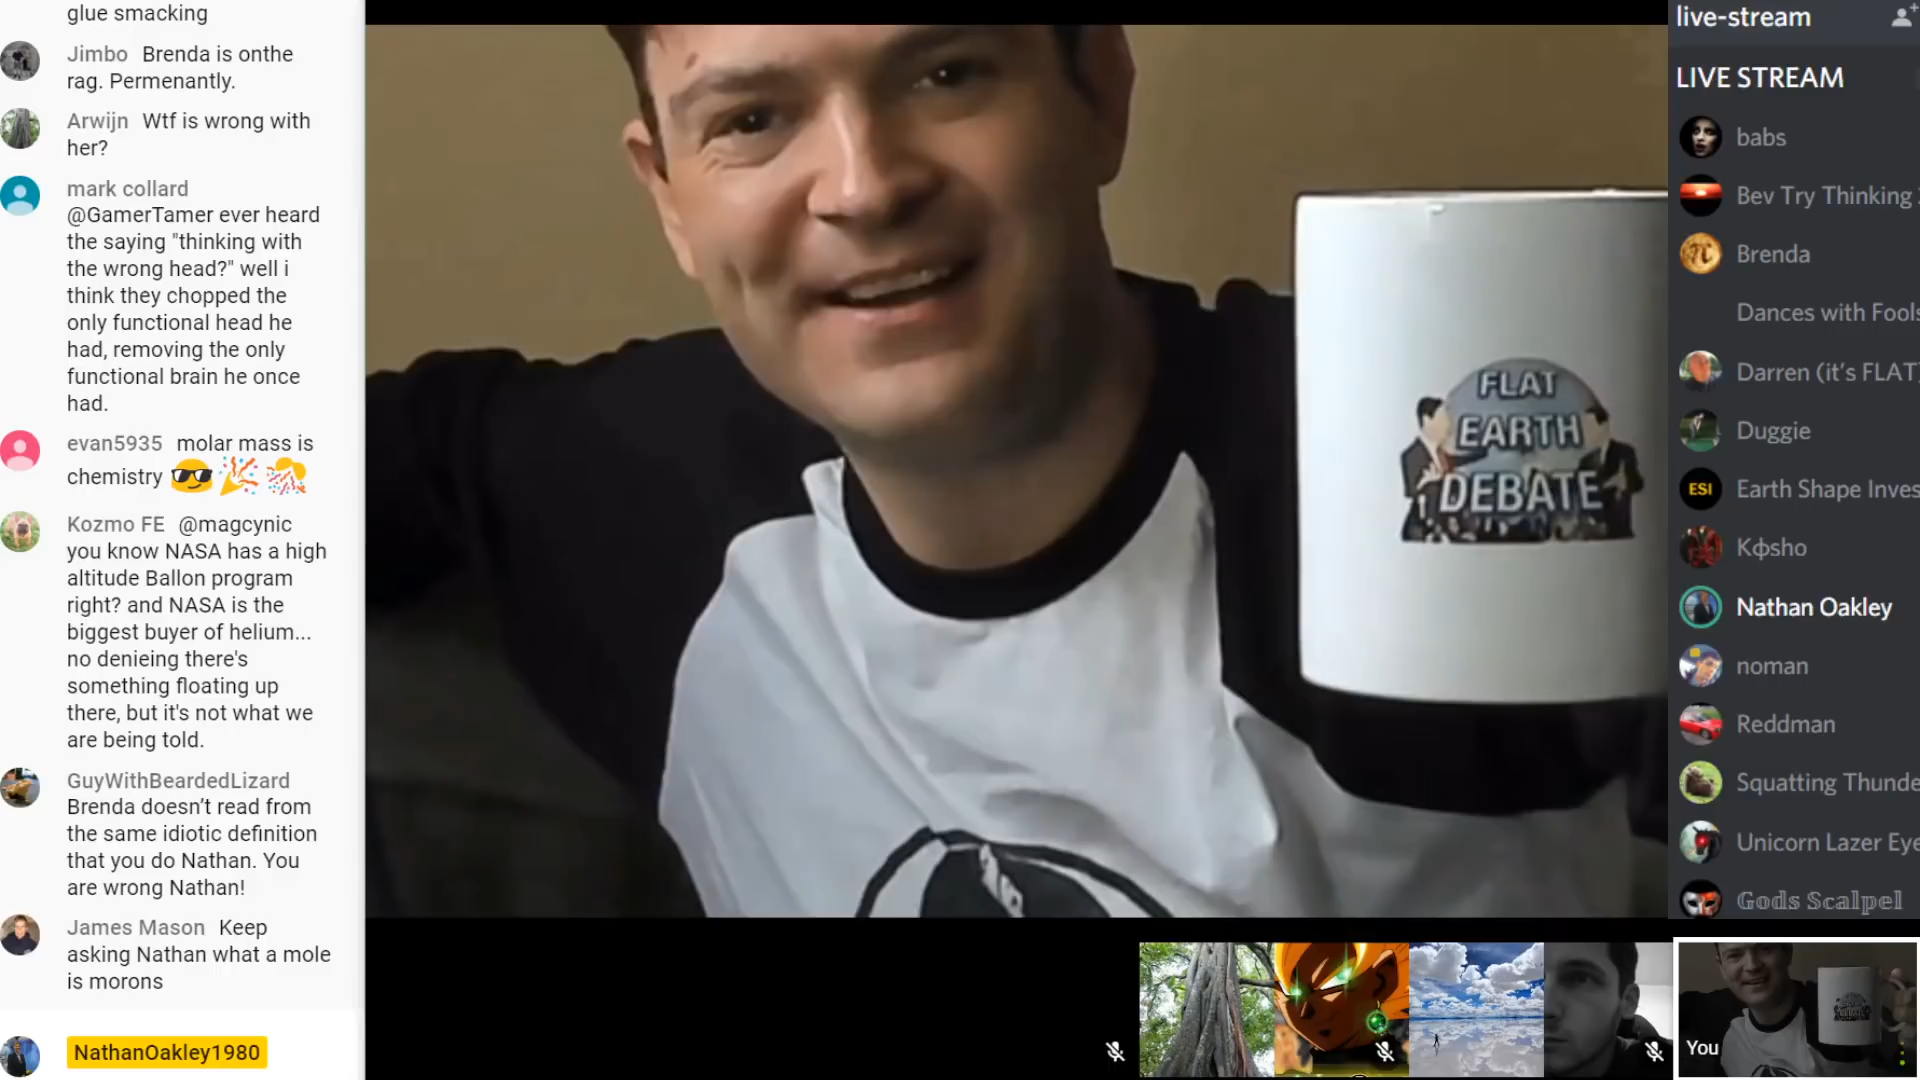 glue smacking
Jimbo Brenda is onthe
rag. Permenantly.
Arwijn Wtf is wrong with
her?
mark collard
@GamerTamer ever heard
the saying "thinking with
the wrong head?" well i
think they chopped the
only functional head he
had, removing the only
functional brain he once
had.
evan5935 molar mass is
chemistry 😎🎉🎊
Kozmo FE @magcynic
you know NASA has a high
altitude Ballon program
right? and NASA is the
biggest buyer of helium...
no denieing there's
something floating up
there, but it's not what we
are being told.
GuyWithBeardedLizard
Brenda doesn’t read from
the same idiotic definition
that you do Nathan. You
are wrong Nathan!
James Mason Keep
asking Nathan what a mole
is morons
NathanOakley1980
FLAT
EARTH
DEBATE
live-stream
LIVE STREAM
babs
Bev Try Thinking
Brenda
Dances with Fools
Darren (it’s FLAT)
Duggie
ESI Earth Shape Inves
Kфsho
Nathan Oakley
noman
Reddman
Squatting Thunde
Unicorn Lazer Eye
𝔾𝕠𝕕𝕤 𝕊𝕔𝕒𝕝𝕡𝕖𝕝
You